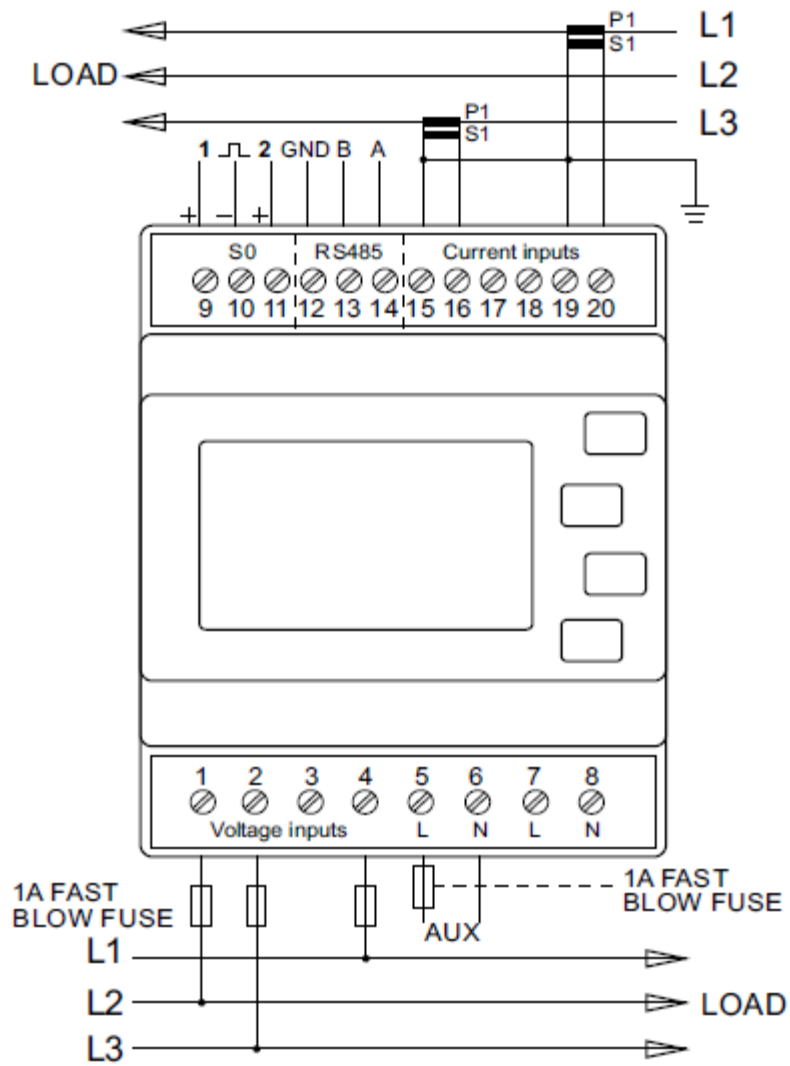 P1
L1
S1
LOAD
L2
P1
L3
S1
1 2 GND B A
+ − +
S0 RS485 Current inputs
9 10 11 12 13 14 15 16 17 18 19 20
1 2 3 4 5 6 7 8
Voltage inputs L N L N
1A FAST
BLOW FUSE
1A FAST
BLOW FUSE
AUX
L1
L2
LOAD
L3